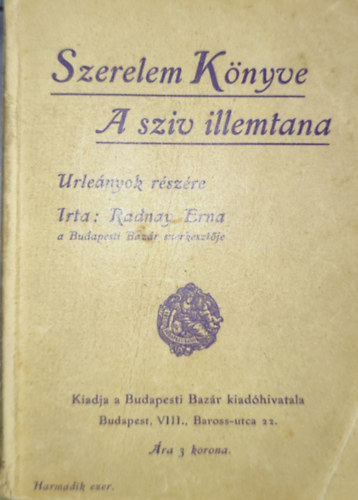 Szerelem Könyve
A sziv illemtana
Urleányok részére
Irta: Radnay Erna
a Budapesti Bazár szerkesztője
Kiadja a Budapesti Bazár kiadóhivatala
Budapest, VIII., Baross-utca 22.
Ára 3 korona.
Harmadik ezer.